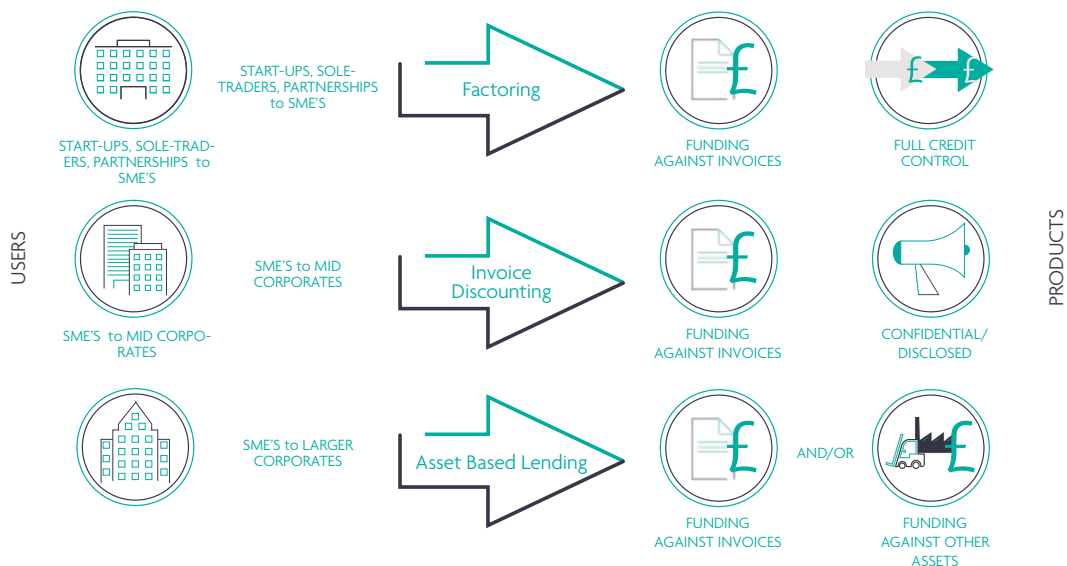 USERS
START-UPS, SOLE-TRAD-
ERS, PARTNERSHIPS to
SME'S
START-UPS, SOLE-
TRADERS, PARTNERSHIPS
to SME'S
Factoring
£
FUNDING
AGAINST INVOICES
£ £
FULL CREDIT
CONTROL
SME'S to MID CORPO-
RATES
SME'S to MID
CORPORATES
Invoice
Discounting
£
FUNDING
AGAINST INVOICES
CONFIDENTIAL/
DISCLOSED
SME'S to LARGER
CORPORATES
Asset Based Lending
£
FUNDING
AGAINST INVOICES
AND/OR
£
FUNDING
AGAINST OTHER
ASSETS
PRODUCTS